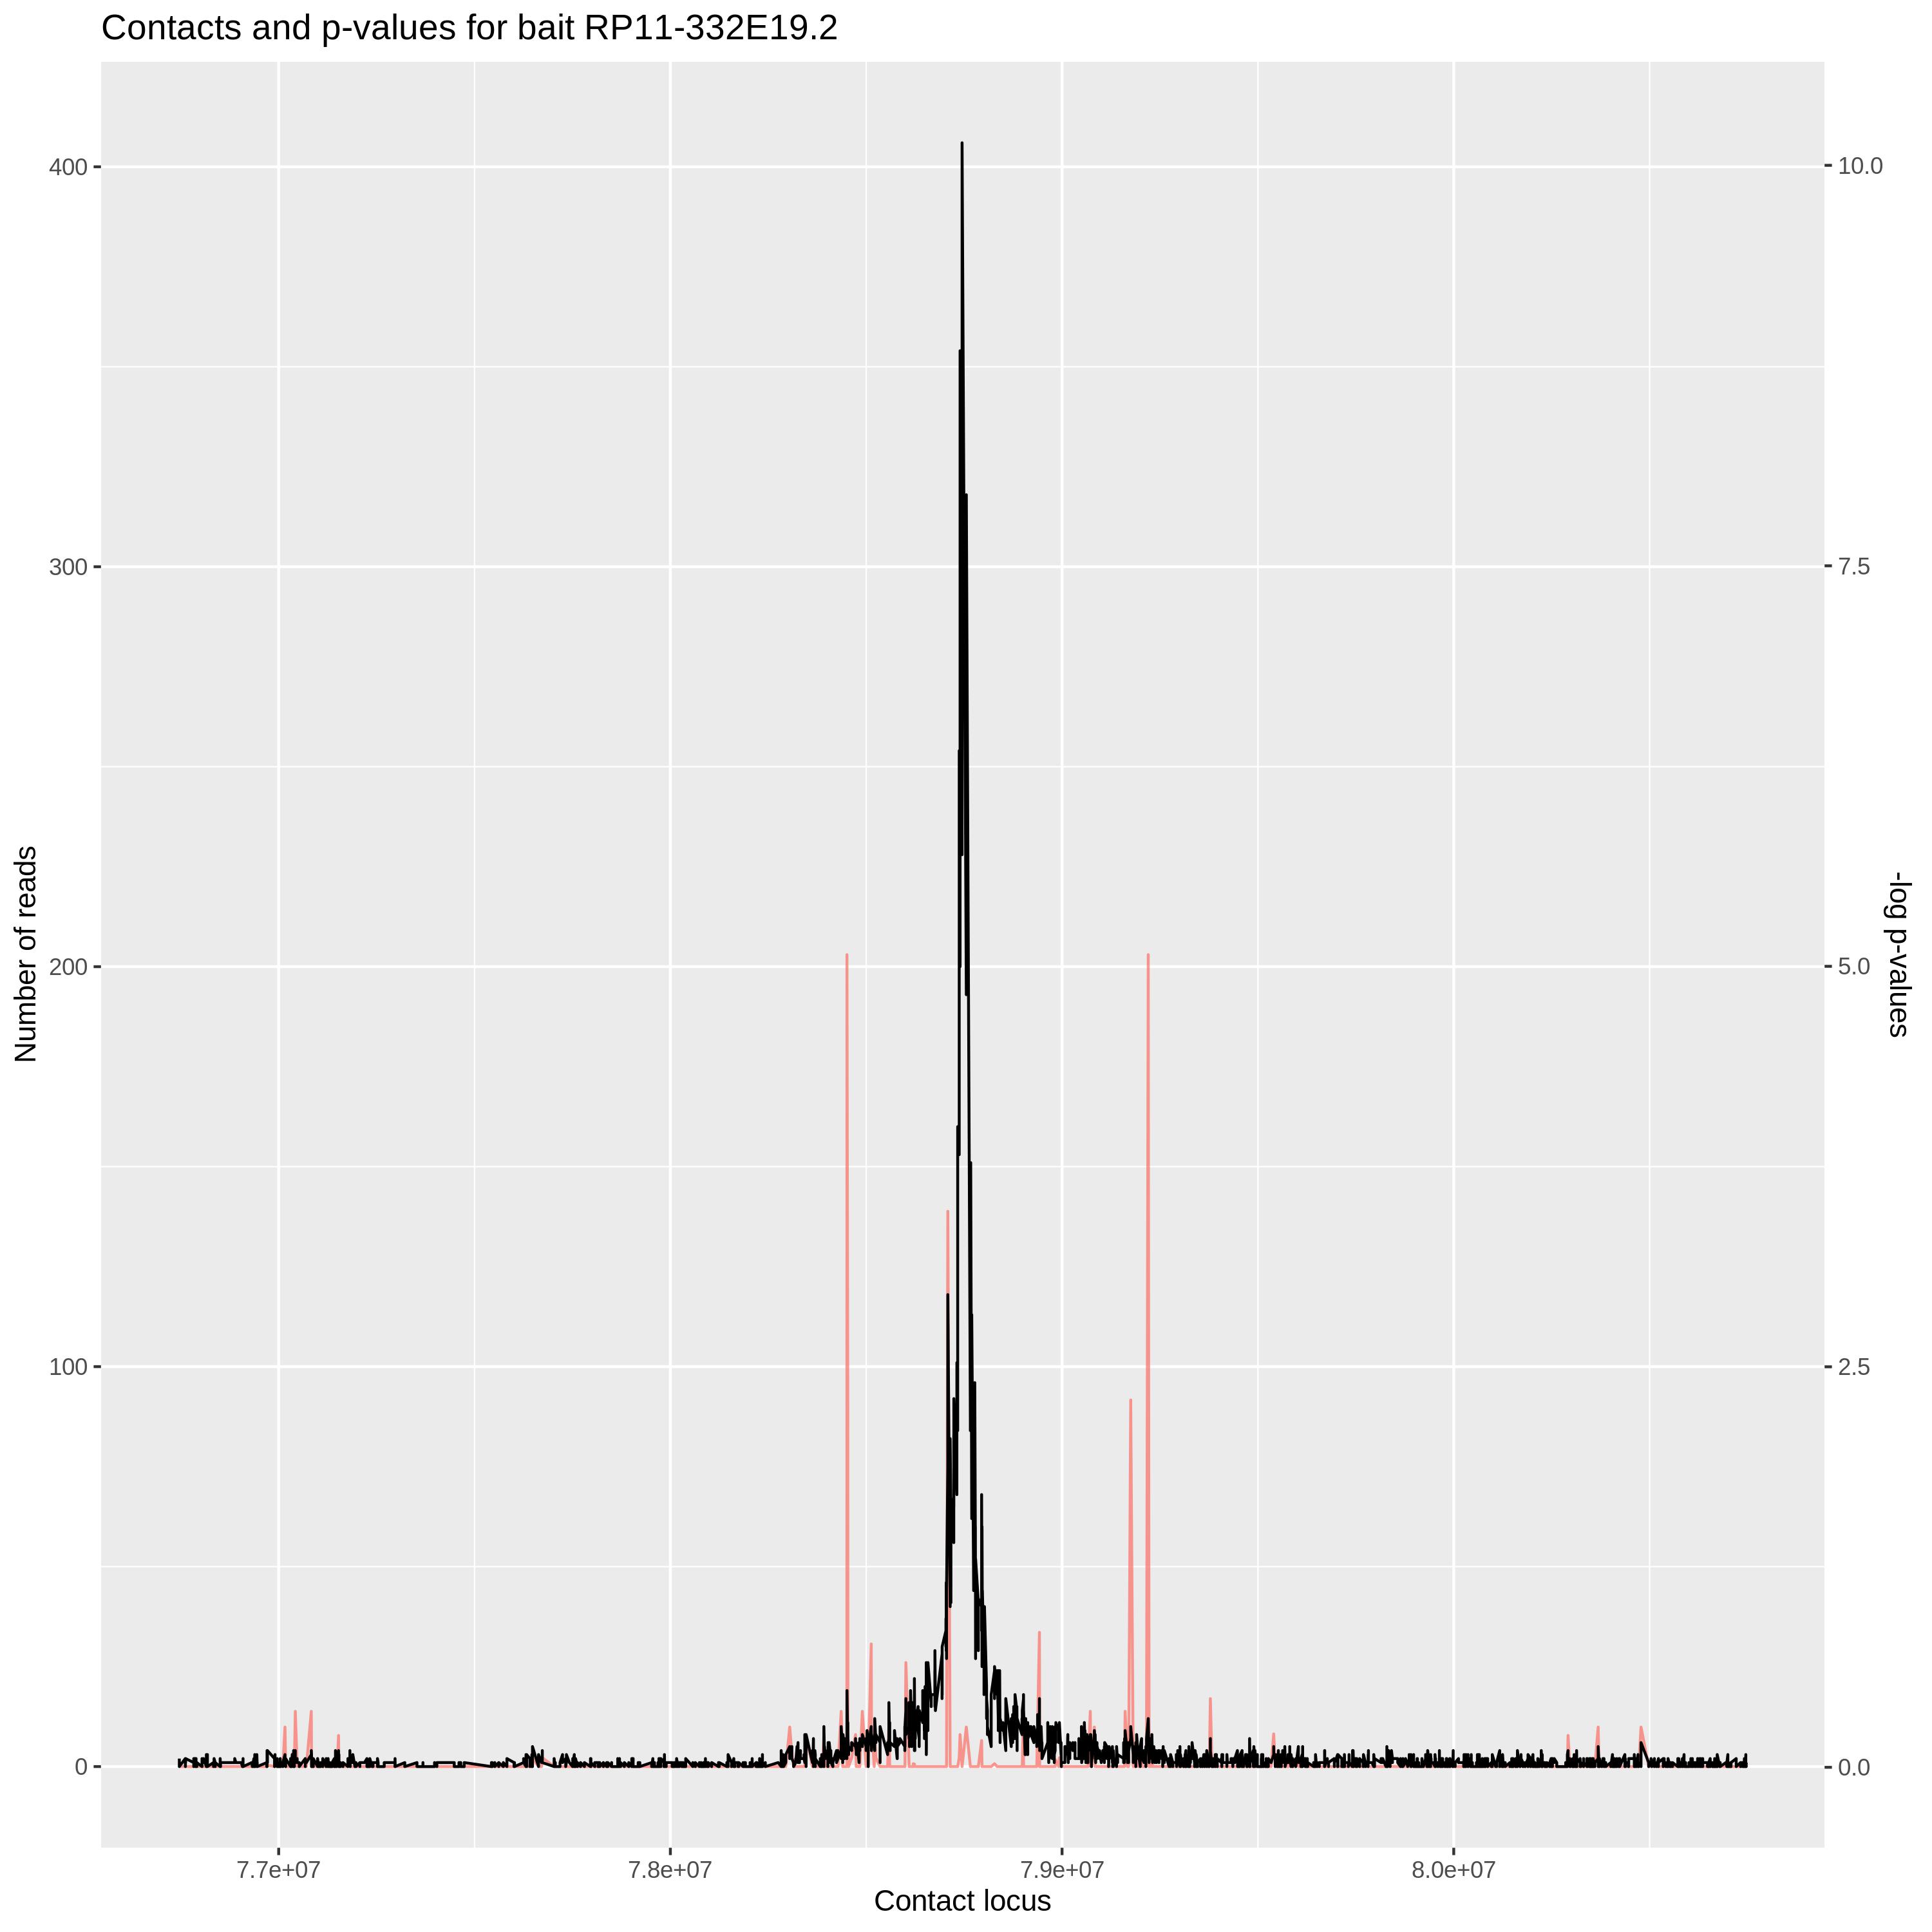 Contacts and p-values for bait RP11-332E19.2
400
300
200
100
0
Number of reads
10.0
7.5
5.0
2.5
0.0
-log p-values
7.7e+07 7.8e+07 7.9e+07 8.0e+07
Contact locus